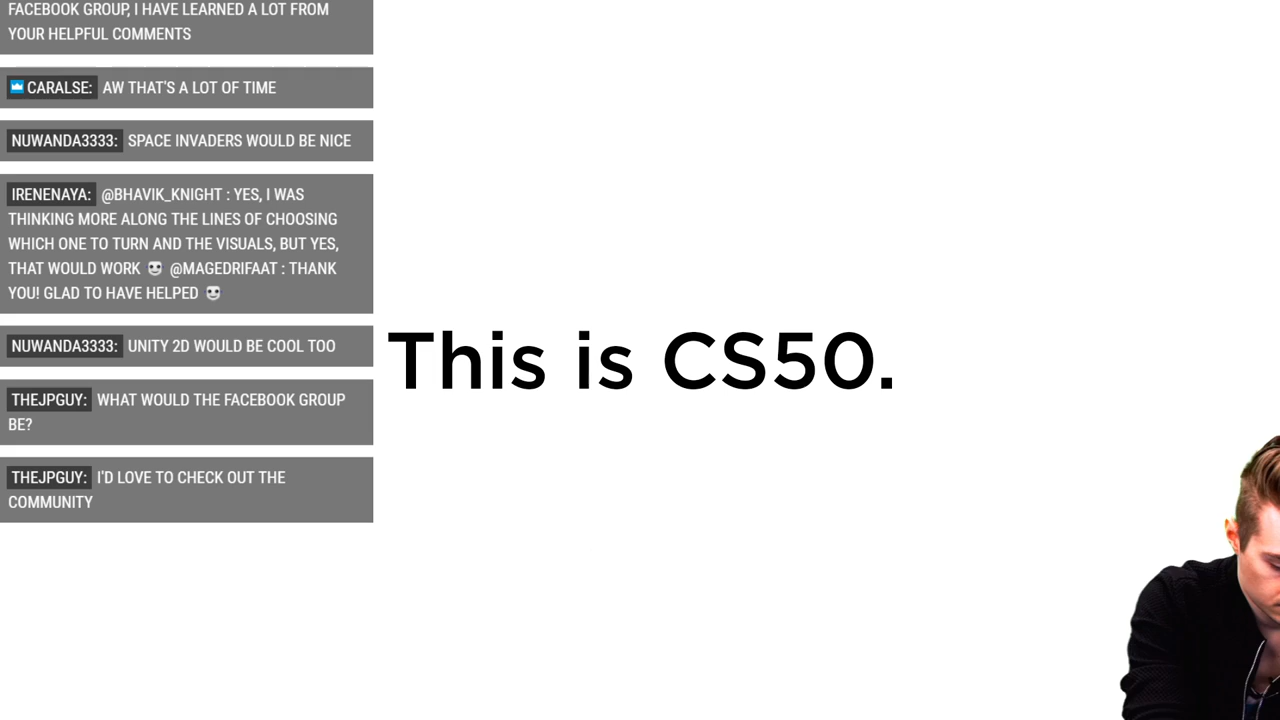 FACEBOOK GROUP, I HAVE LEARNED A LOT FROM
YOUR HELPFUL COMMENTS
CARALSE: AW THAT'S A LOT OF TIME
NUWANDA3333: SPACE INVADERS WOULD BE NICE
IRENENAYA: @BHAVIK_KNIGHT : YES, I WAS
THINKING MORE ALONG THE LINES OF CHOOSING
WHICH ONE TO TURN AND THE VISUALS, BUT YES,
THAT WOULD WORK @MAGEDRIFAAT : THANK
YOU! GLAD TO HAVE HELPED
NUWANDA3333: UNITY 2D WOULD BE COOL TOO
THEJPGUY: WHAT WOULD THE FACEBOOK GROUP
BE?
THEJPGUY: I'D LOVE TO CHECK OUT THE
COMMUNITY
This is CS50.